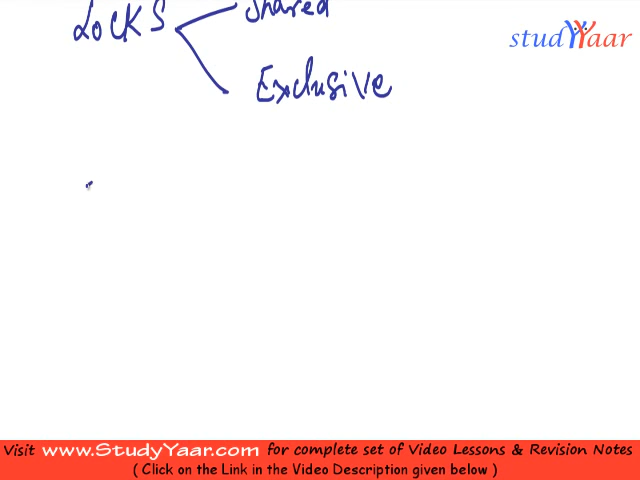 Shared
LOCKS
Exclusive
studYYaar
Visit www.StudyYaar.com for complete set of Video Lessons & Revision Notes
( Click on the Link in the Video Description given below )